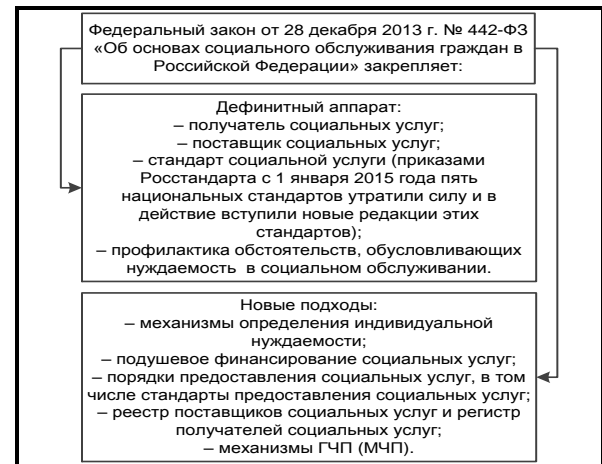 Федеральный закон от 28 декабря 2013 г. № 442-ФЗ
«Об основах социального обслуживания граждан в
Российской Федерации» закрепляет:
Дефинитный аппарат:
– получатель социальных услуг;
– поставщик социальных услуг;
– стандарт социальной услуги (приказами
Росстандарта с 1 января 2015 года пять
национальных стандартов утратили силу и в
действие вступили новые редакции этих
стандартов);
– профилактика обстоятельств, обусловливающих
нуждаемость в социальном обслуживании.
Новые подходы:
– механизмы определения индивидуальной
нуждаемости;
– подушевое финансирование социальных услуг;
– порядки предоставления социальных услуг, в том
числе стандарты предоставления социальных услуг;
– реестр поставщиков социальных услуг и регистр
получателей социальных услуг;
– механизмы ГЧП (МЧП).